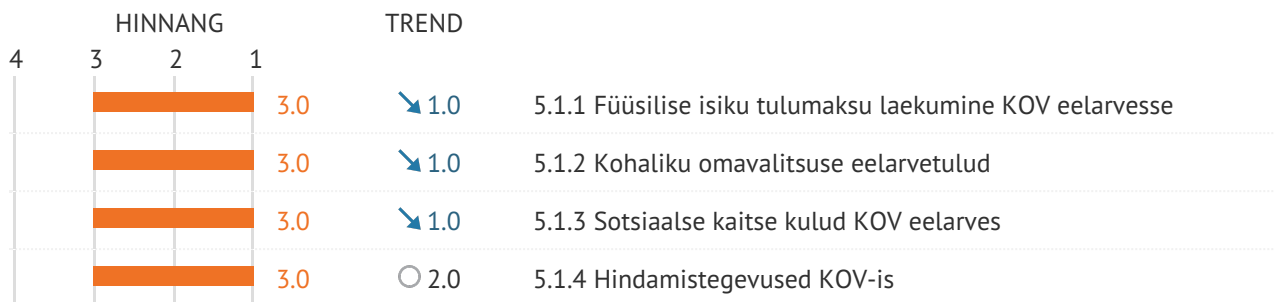 HINNANG TREND
4 3 2 1
3.0 1.0 5.1.1 Füüsilise isiku tulumaksu laekumine KOV eelarvesse
3.0 1.0 5.1.2 Kohaliku omavalitsuse eelarvetulud
3.0 1.0 5.1.3 Sotsiaalse kaitse kulud KOV eelarves
3.0 2.0 5.1.4 Hindamistegevused KOV-is